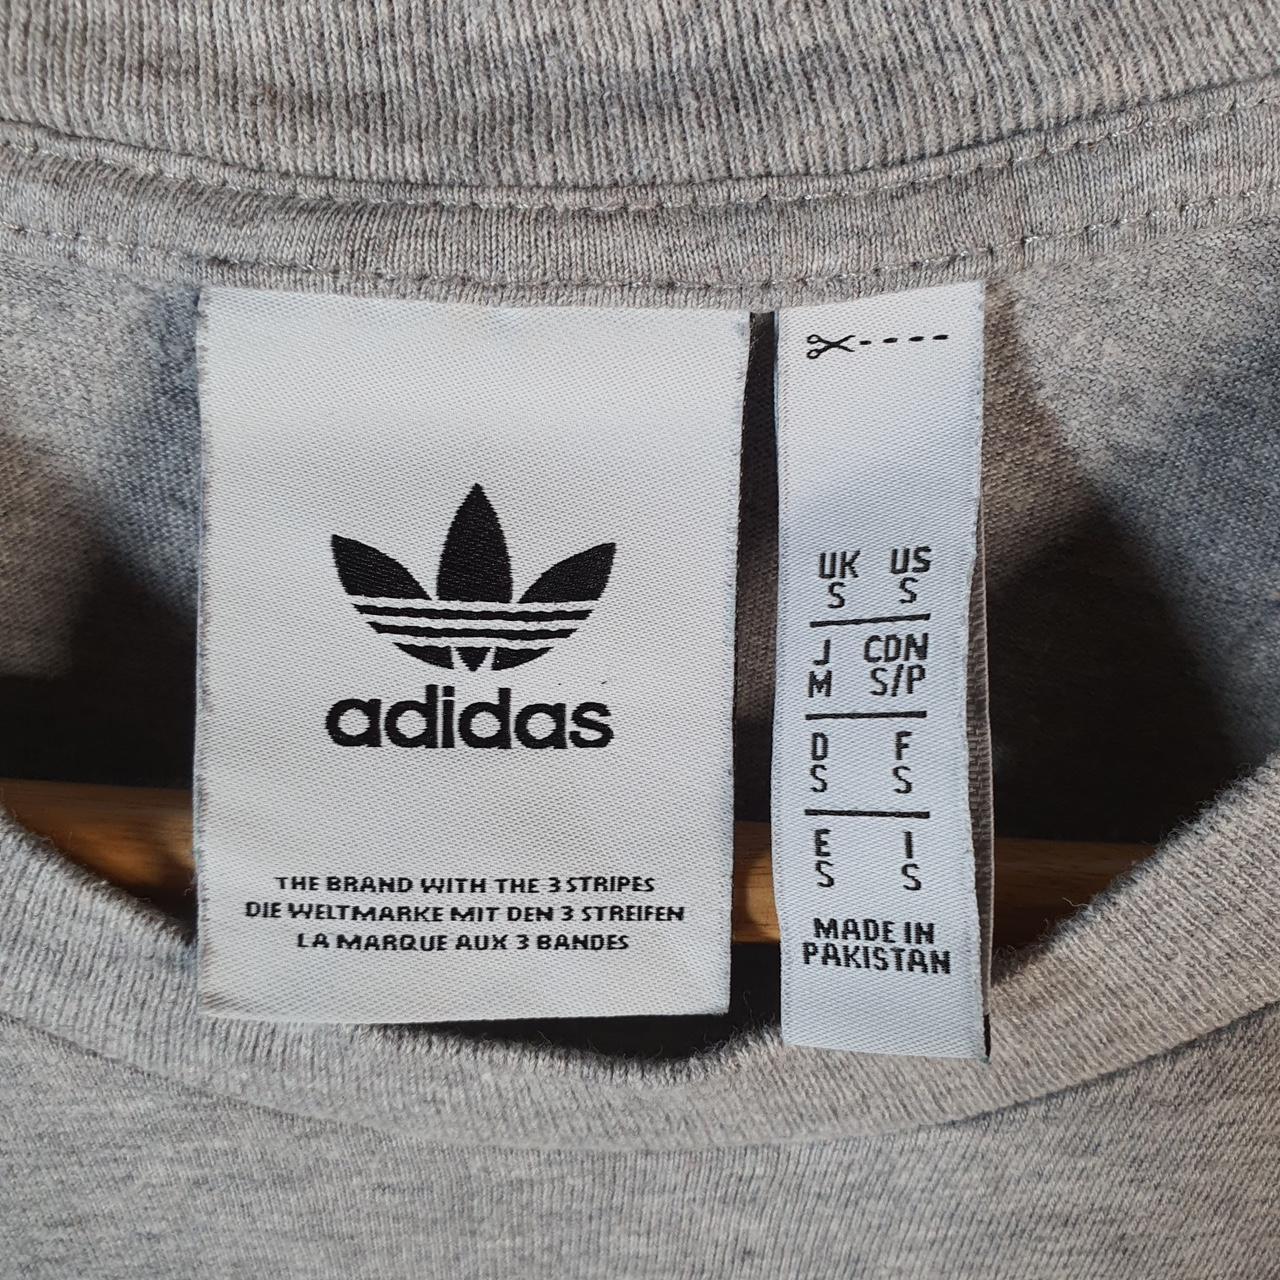 adidas
THE BRAND WITH THE 3 STRIPES
DIE WELTMARKE MIT DEN 3 STREIFEN
LA MARQUE AUX 3 BANDES
UK US
S S
J CDN
M S/P
D F
S S
E I
S S
MADE IN
PAKISTAN